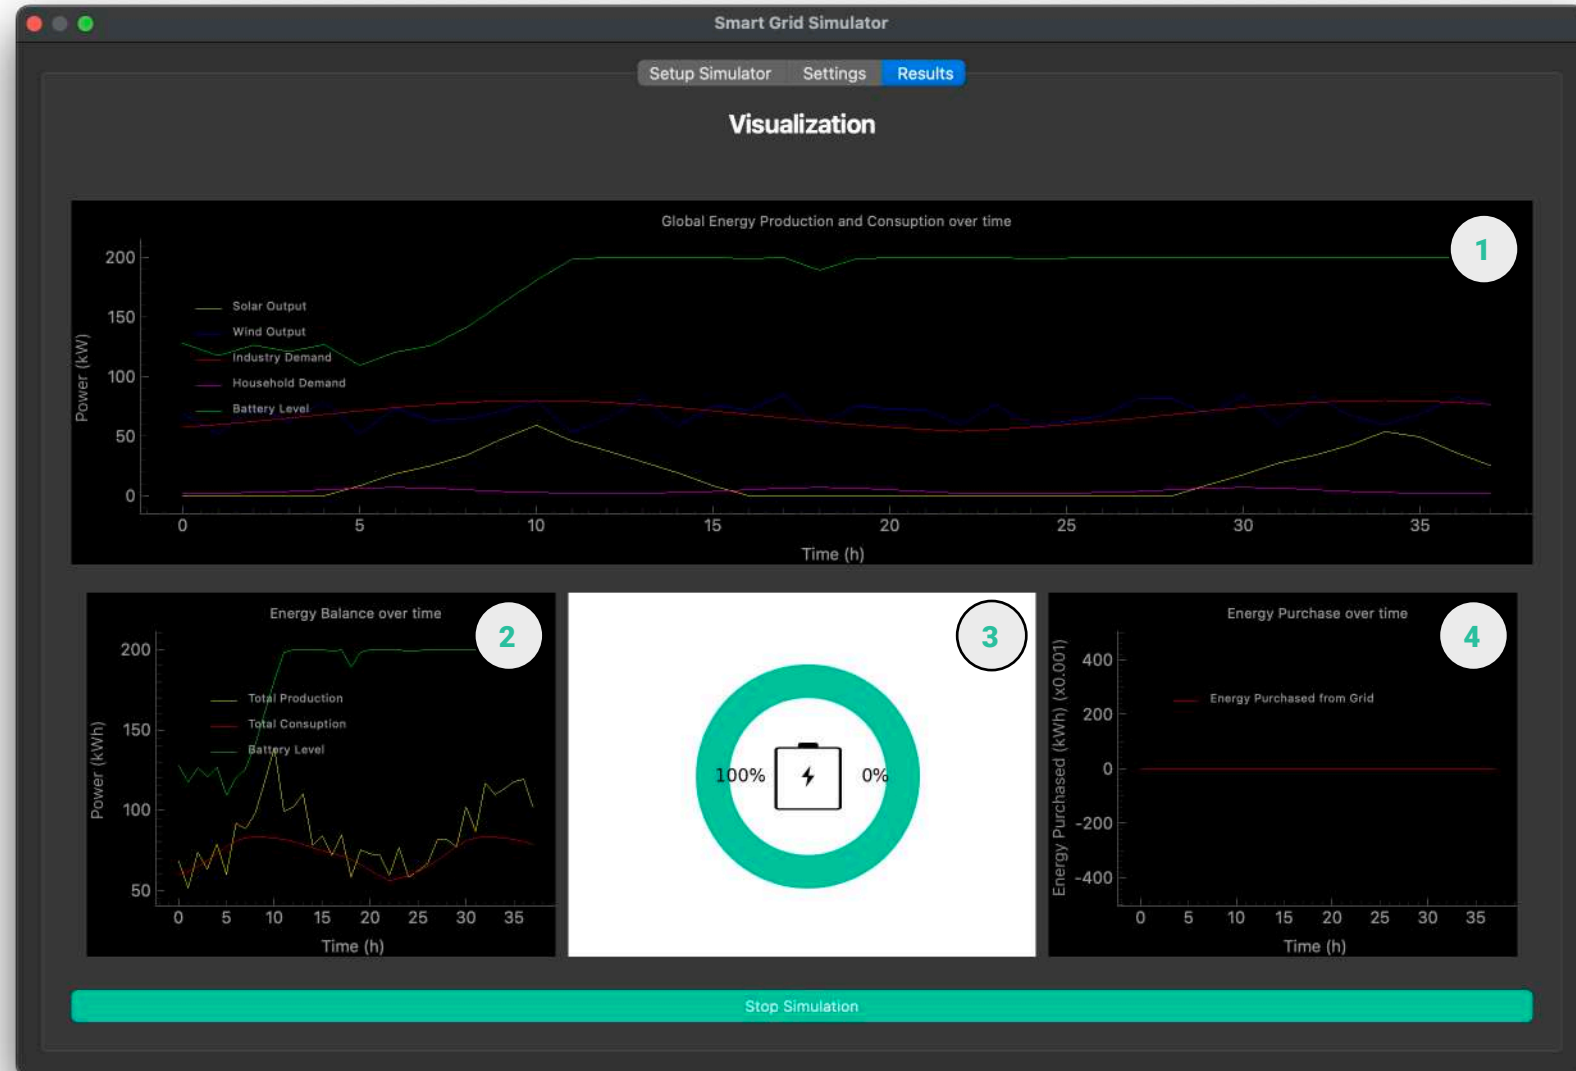 Smart Grid Simulator
Setup Simulator Settings Results
Visualization
Global Energy Production and Consuption over time
1
Power (kW)
200
150
100
50
0
Solar Output
Wind Output
Industry Demand
Household Demand
Battery Level
0 5 10 15 20 25 30 35
Time (h)
Energy Balance over time
2
Power (kWh)
200
150
100
50
Total Production
Total Consuption
Battery Level
0 5 10 15 20 25 30 35
Time (h)
3
100% 0%
Energy Purchase over time
4
Energy Purchased (kWh) (x0.001)
400
200
0
-200
-400
Energy Purchased from Grid
0 5 10 15 20 25 30 35
Time (h)
Stop Simulation